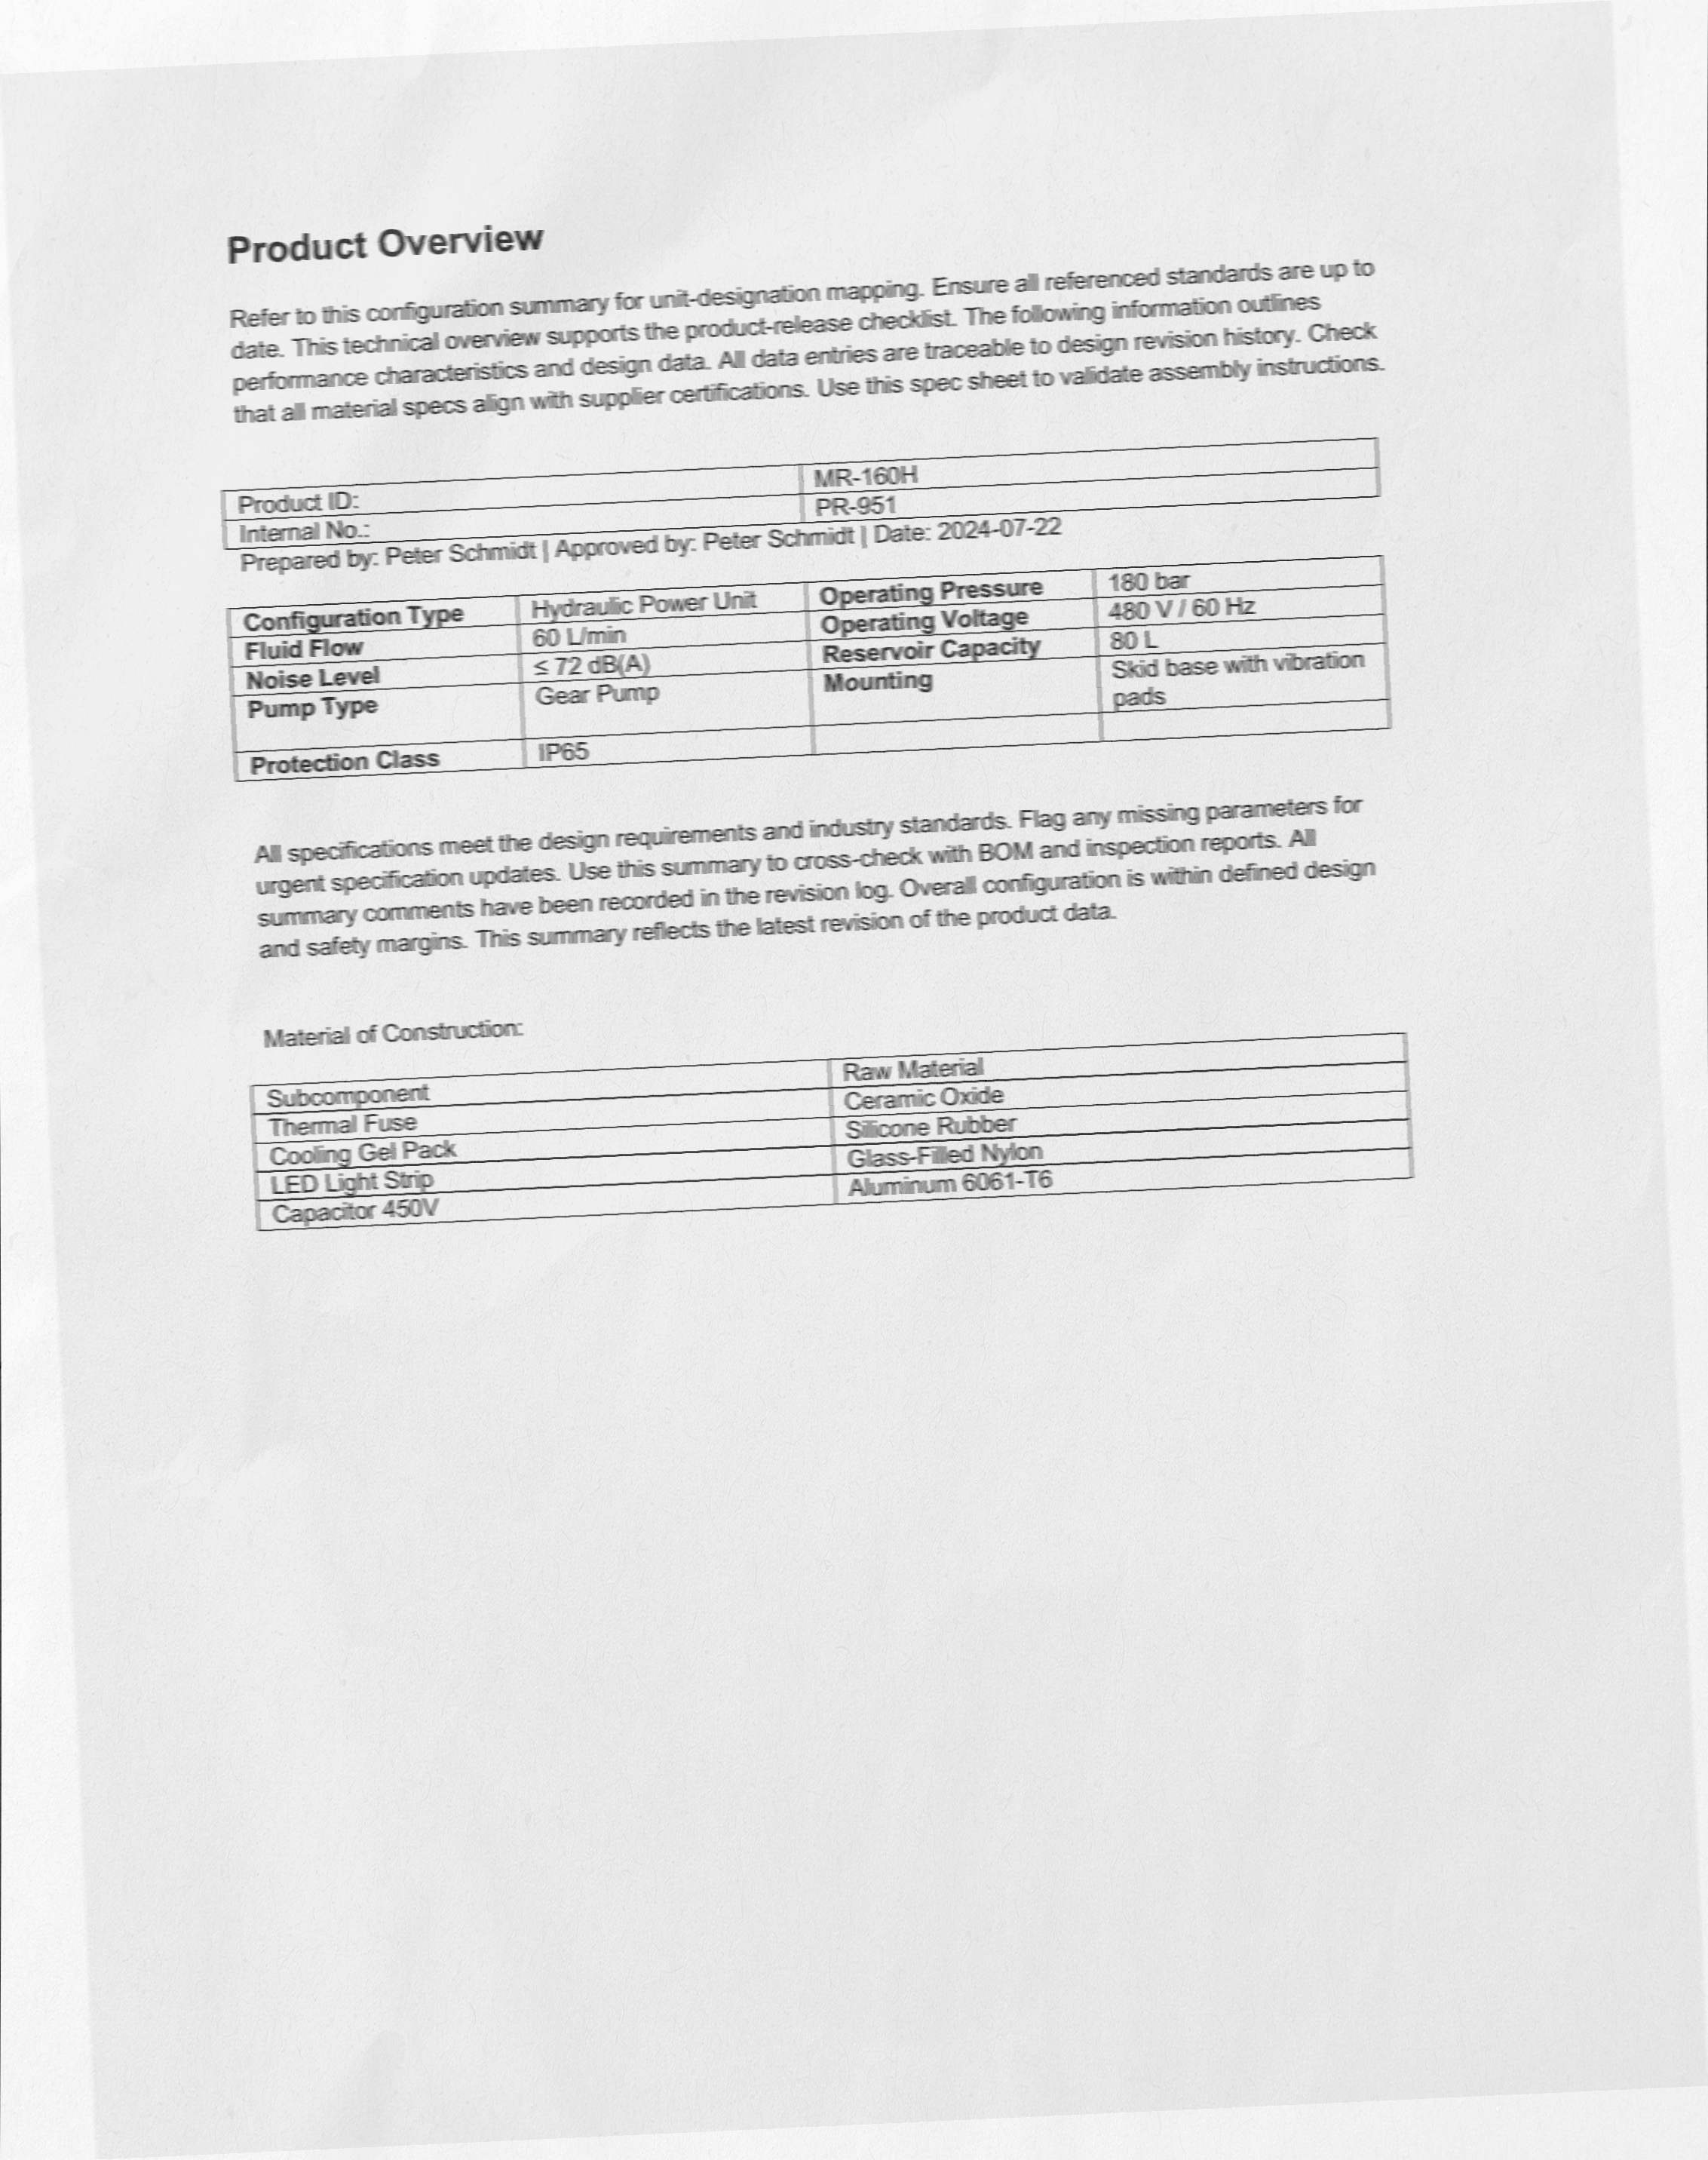 Product Overview
Refer to this configuration summary for unit-designation mapping. Ensure all referenced standards are up to
date. This technical overview supports the product-release checklist. The following information outlines
performance characteristics and design data. All data entries are traceable to design revision history. Check
that all material specs align with supplier certifications. Use this spec sheet to validate assembly instructions.
Product ID: MR-160H
Internal No.: PR-951
Prepared by: Peter Schmidt | Approved by: Peter Schmidt | Date: 2024-07-22
Configuration Type Hydraulic Power Unit Operating Pressure 180 bar
Fluid Flow 60 L/min Operating Voltage 480 V / 60 Hz
Noise Level ≤ 72 dB(A) Reservoir Capacity 80 L
Pump Type Gear Pump Mounting Skid base with vibration
pads
Protection Class IP65
All specifications meet the design requirements and industry standards. Flag any missing parameters for
urgent specification updates. Use this summary to cross-check with BOM and inspection reports. All
summary comments have been recorded in the revision log. Overall configuration is within defined design
and safety margins. This summary reflects the latest revision of the product data.
Material of Construction:
Subcomponent Raw Material
Thermal Fuse Ceramic Oxide
Cooling Gel Pack Silicone Rubber
LED Light Strip Glass-Filled Nylon
Capacitor 450V Aluminum 6061-T6